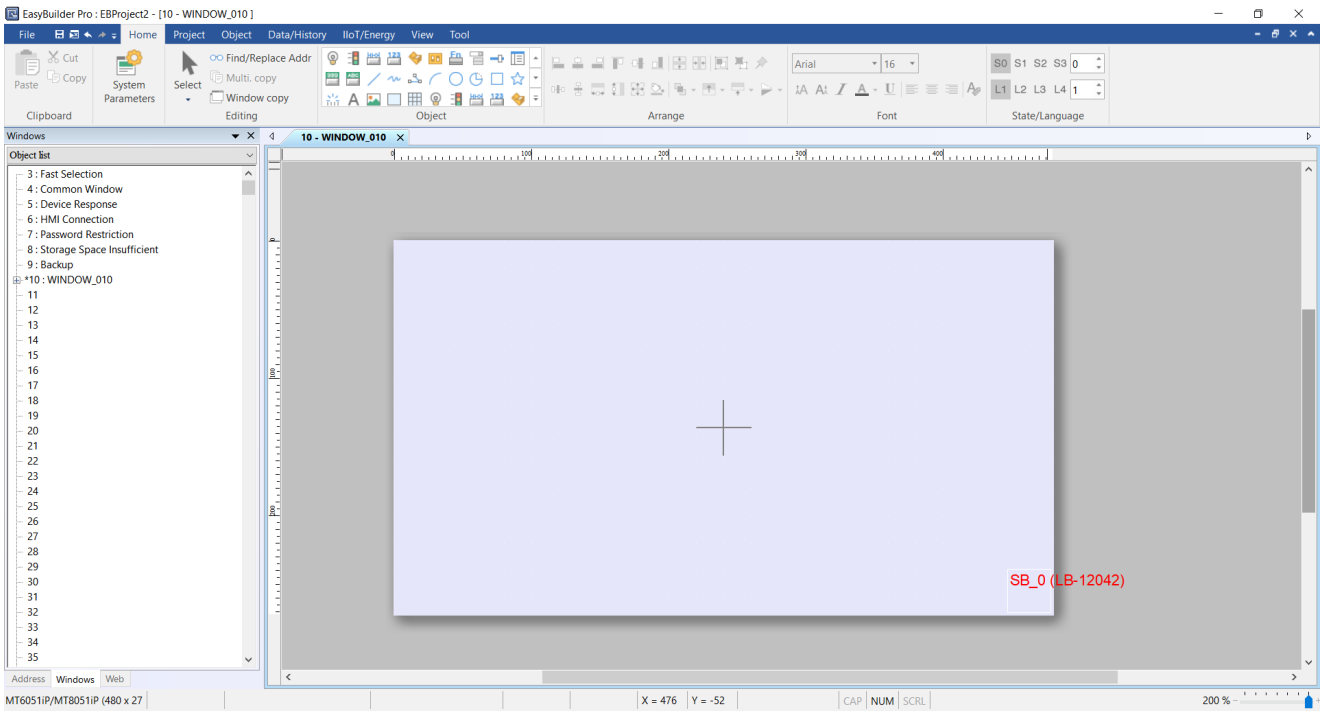 EasyBuilder Pro : EBProject2 - [10 - WINDOW_010 ]
File Home Project Object Data/History IIoT/Energy View Tool
Paste
Cut
Copy
Clipboard
System
Parameters
Select
Find/Replace Addr
Multi. copy
Window copy
Editing
Object
Arrange
Arial 16
Font
S0 S1 S2 S3 0
L1 L2 L3 L4 1
State/Language
Windows
10 - WINDOW_010
Object list
0 100 200 300 400
3 : Fast Selection
4 : Common Window
5 : Device Response
6 : HMI Connection
7 : Password Restriction
8 : Storage Space Insufficient
9 : Backup
*10 : WINDOW_010
11
12
13
14
15
16
17
18
19
20
21
22
23
24
25
26
27
28
29
30
31
32
33
34
35
0
100
200
SB_0 (LB-12042)
Address Windows Web
MT6051iP/MT8051iP (480 x 27
X = 476 Y = -52
CAP NUM SCRL
200 %